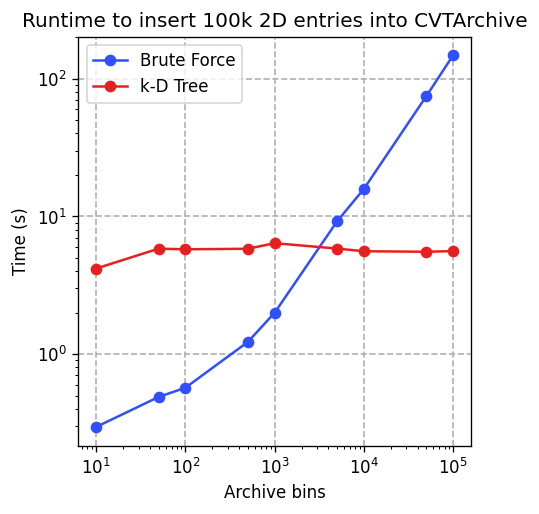 Runtime to insert 100k 2D entries into CVTArchive
Brute Force
k-D Tree
Time (s)
10²
10¹
10⁰
10¹ 10² 10³ 10⁴ 10⁵
Archive bins